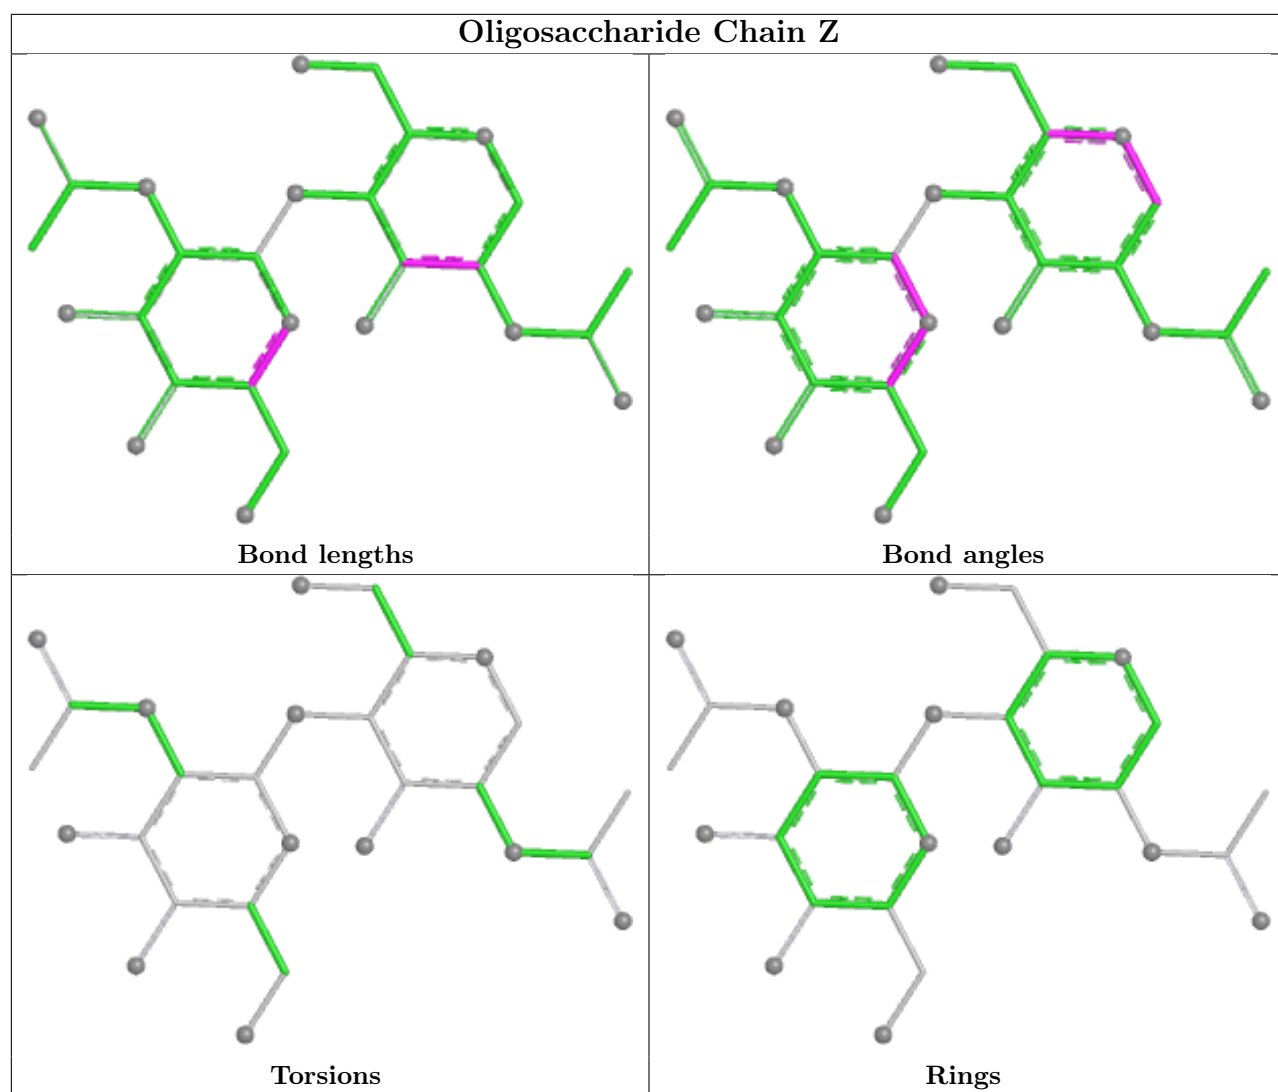 Oligosaccharide Chain Z
Bond lengths
Bond angles
Torsions
Rings